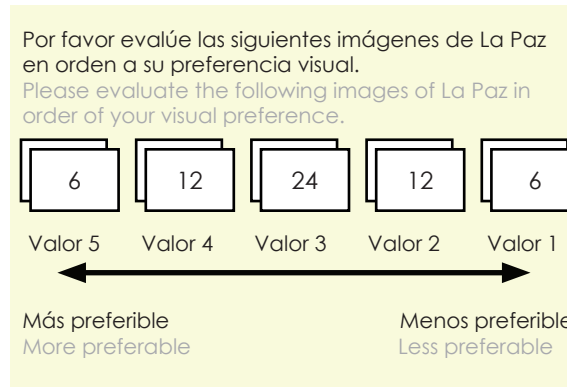 Por favor evalúe las siguientes imágenes de La Paz
en orden a su preferencia visual.
Please evaluate the following images of La Paz in
order of your visual preference.
6 12 24 12 6
Valor 5 Valor 4 Valor 3 Valor 2 Valor 1
Más preferible Menos preferible
More preferable Less preferable